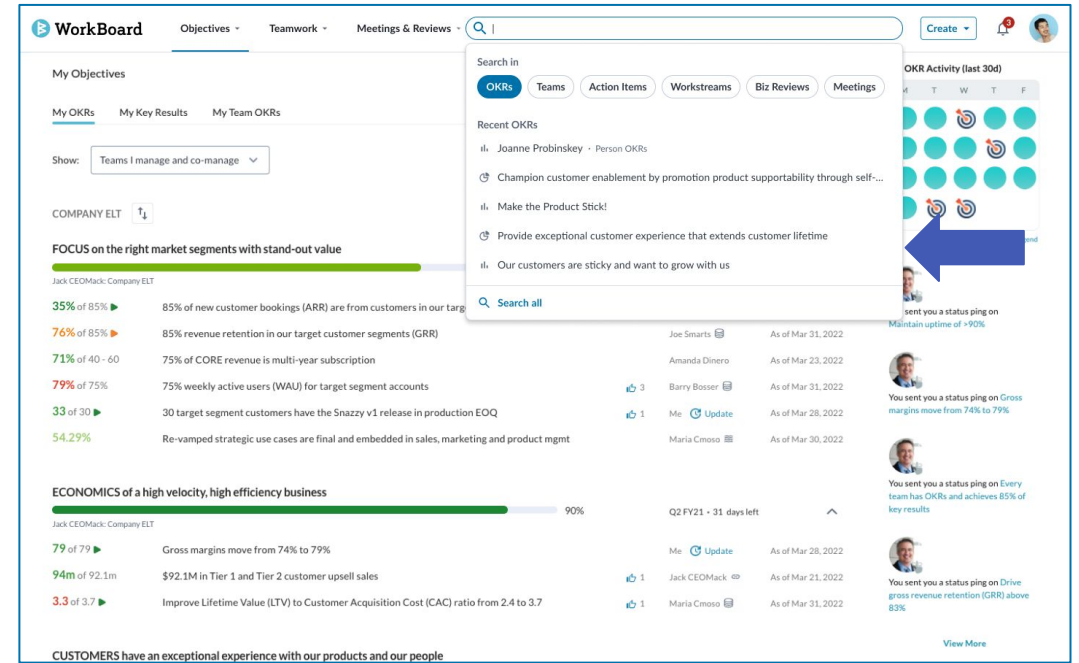 WorkBoard
Objectives
Teamwork
Meetings & Reviews
Create
3
My Objectives
My OKRs My Key Results My Team OKRs
Show: Teams I manage and co-manage
COMPANY ELT
Search in
OKRs Teams Action Items Workstreams Biz Reviews Meetings
Recent OKRs
Joanne Probinskey • Person OKRs
Champion customer enablement by promotion product supportability through self-...
Make the Product Stick!
Provide exceptional customer experience that extends customer lifetime
Our customers are sticky and want to grow with us
Search all
FOCUS on the right market segments with stand-out value
Jack CEOMack: Company ELT
35% of 85% 85% of new customer bookings (ARR) are from customers in our targ
76% of 85% 85% revenue retention in our target customer segments (GRR) Joe Smarts As of Mar 31, 2022
71% of 40 - 60 75% of CORE revenue is multi-year subscription Amanda Dinero As of Mar 23, 2022
79% of 75% 75% weekly active users (WAU) for target segment accounts 3 Barry Bosser As of Mar 31, 2022
33 of 30 30 target segment customers have the Snazzy v1 release in production EOQ 1 Me Update As of Mar 28, 2022
54.29% Re-vamped strategic use cases are final and embedded in sales, marketing and product mgmt Maria Cmoso As of Mar 30, 2022
ECONOMICS of a high velocity, high efficiency business
90% Q2 FY21 • 31 days left
Jack CEOMack: Company ELT
79 of 79 Gross margins move from 74% to 79% Me Update As of Mar 28, 2022
94m of 92.1m $92.1M in Tier 1 and Tier 2 customer upsell sales 1 Jack CEOMack As of Mar 21, 2022
3.3 of 3.7 Improve Lifetime Value (LTV) to Customer Acquisition Cost (CAC) ratio from 2.4 to 3.7 1 Maria Cmoso As of Mar 31, 2022
CUSTOMERS have an exceptional experience with our products and our people
OKR Activity (last 30d)
T W T F
sent you a status ping on
Maintain uptime of >90%
You sent you a status ping on Gross
margins move from 74% to 79%
You sent you a status ping on Every
team has OKRs and achieves 85% of
key results
You sent you a status ping on Drive
gross revenue retention (GRR) above
83%
View More